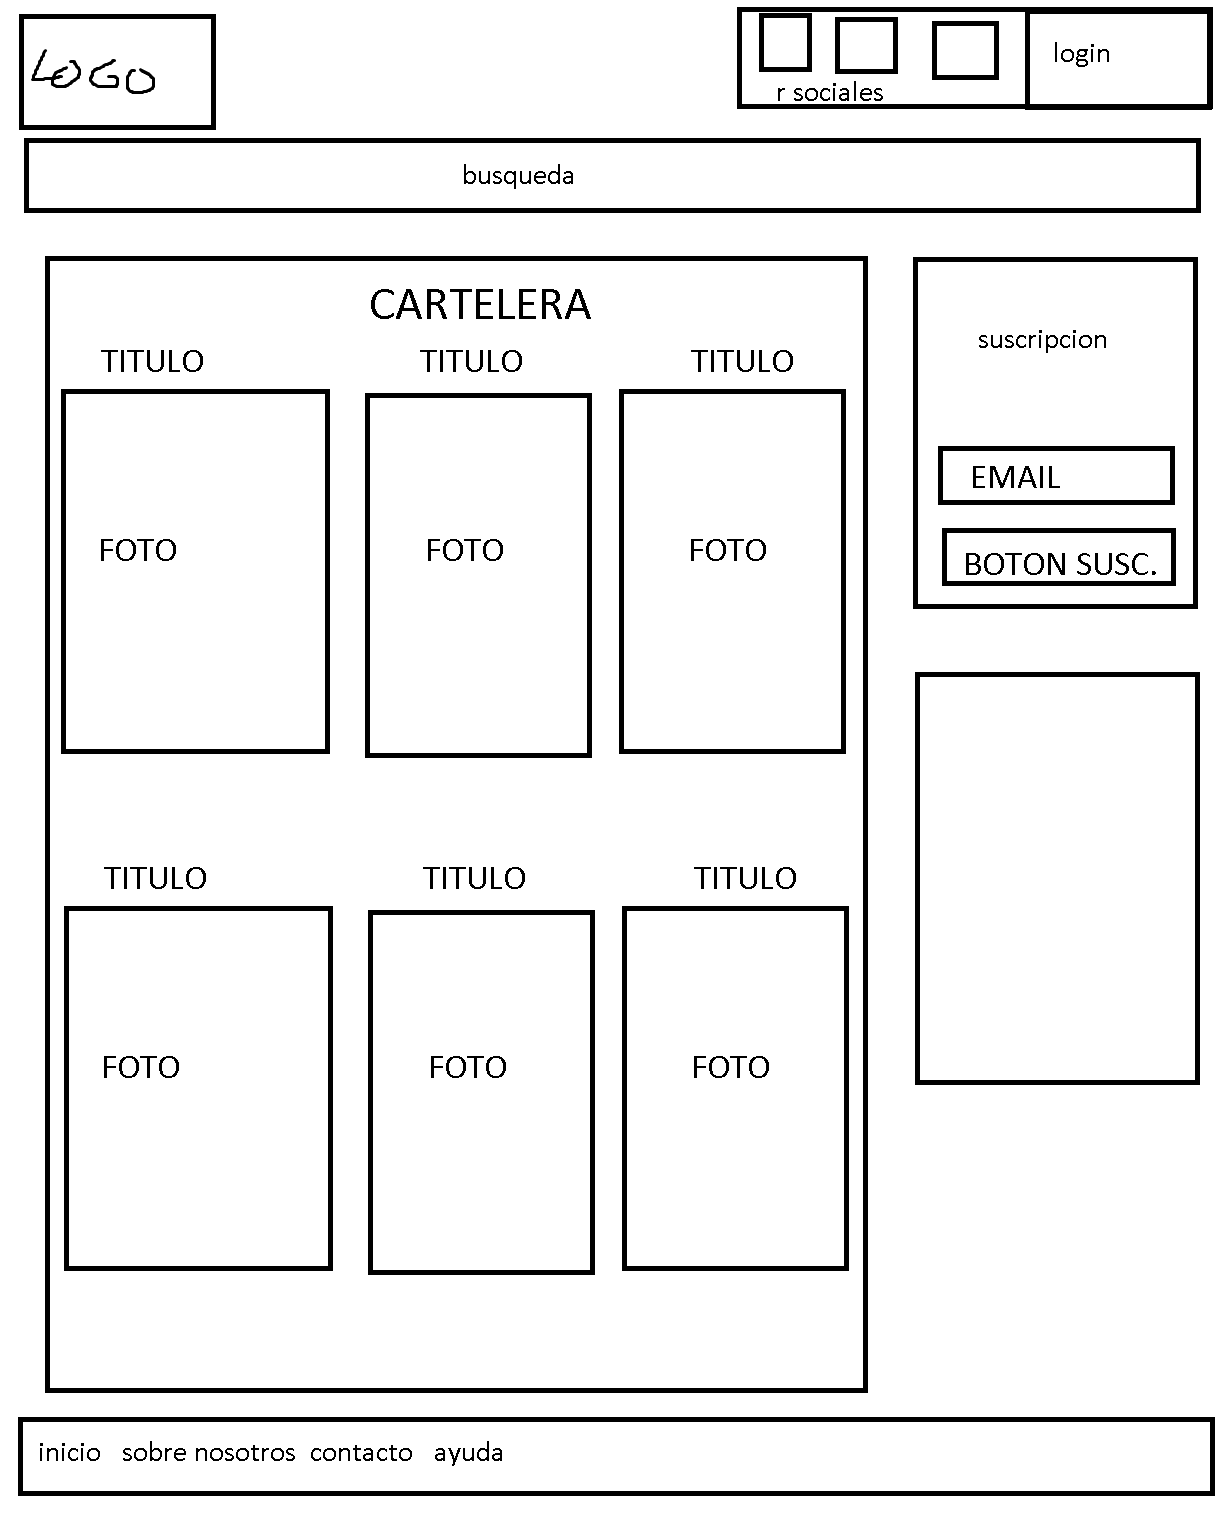 LOGO
r sociales
login
busqueda
CARTELERA
TITULO TITULO TITULO
FOTO FOTO FOTO
suscripcion
EMAIL
BOTON SUSC.
TITULO TITULO TITULO
FOTO FOTO FOTO
inicio sobre nosotros contacto ayuda